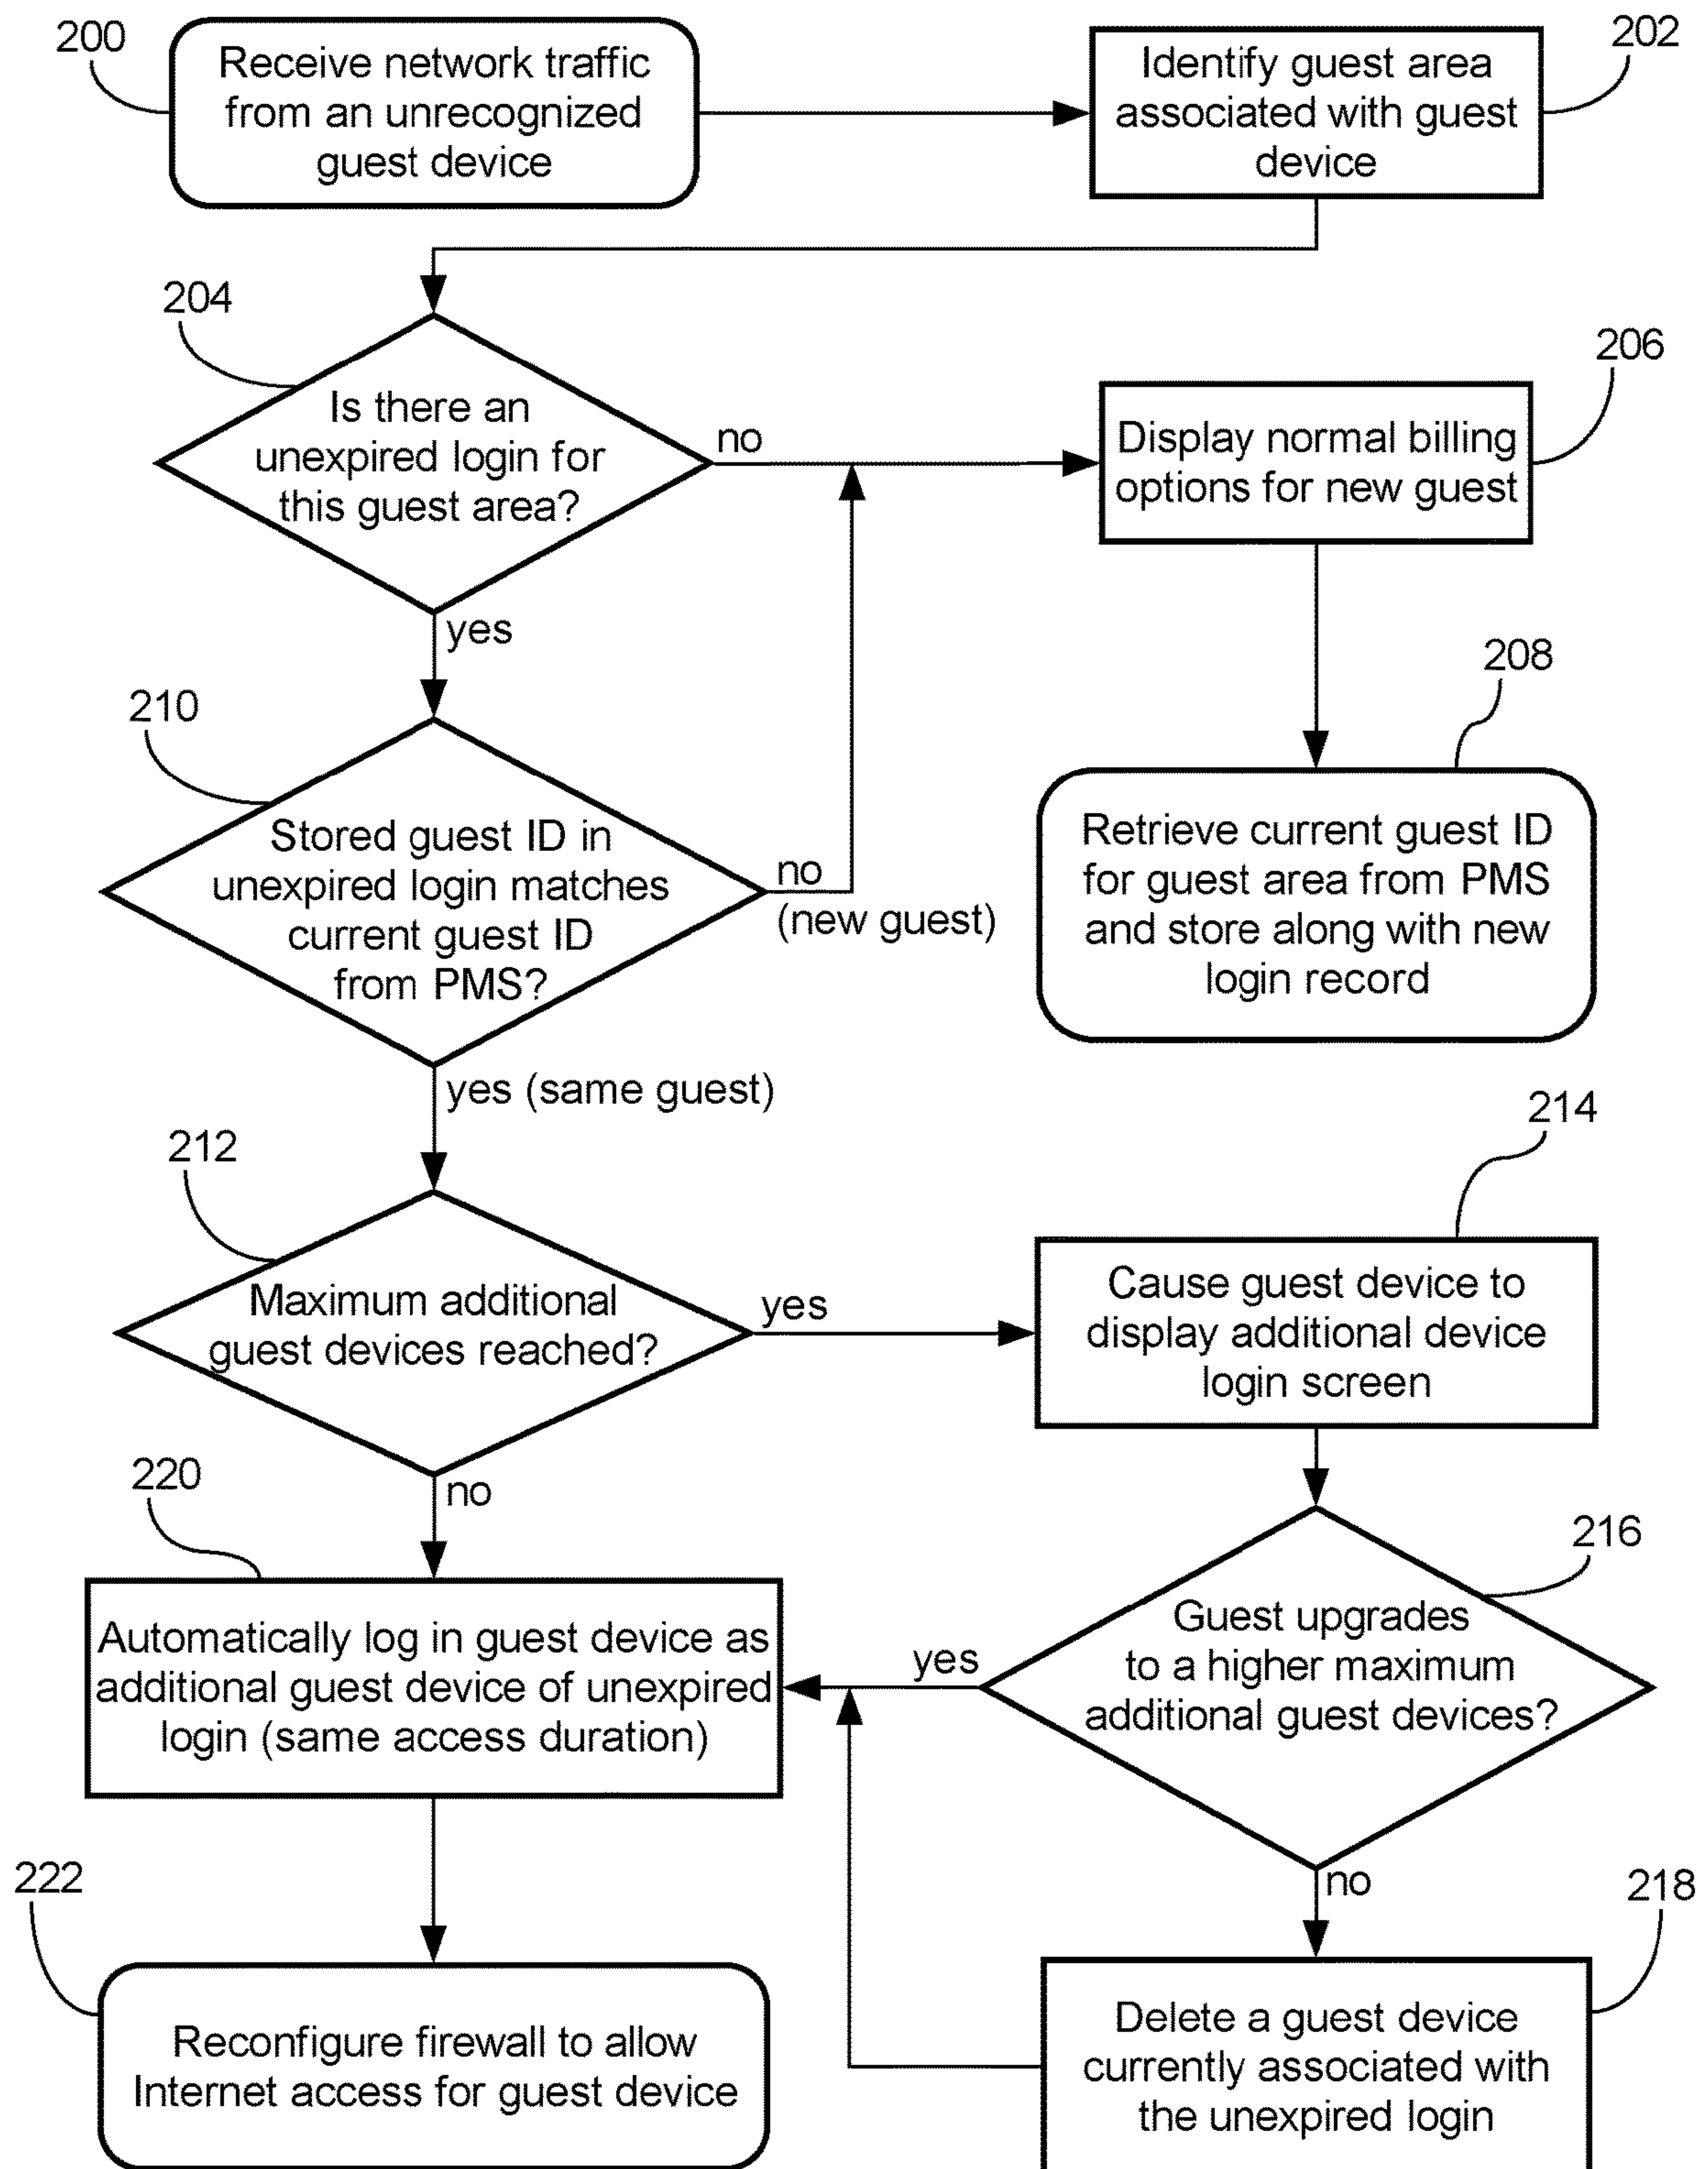 200
Receive network traffic
from an unrecognized
guest device
202
Identify guest area
associated with guest
device
204
Is there an
unexpired login for
this guest area?
no
yes
206
Display normal billing
options for new guest
208
Retrieve current guest ID
for guest area from PMS
and store along with new
login record
210
Stored guest ID in
unexpired login matches
current guest ID
from PMS?
no
(new guest)
yes (same guest)
212
Maximum additional
guest devices reached?
yes
no
214
Cause guest device to
display additional device
login screen
216
Guest upgrades
to a higher maximum
additional guest devices?
yes
no
218
Delete a guest device
currently associated with
the unexpired login
220
Automatically log in guest device as
additional guest device of unexpired
login (same access duration)
222
Reconfigure firewall to allow
Internet access for guest device